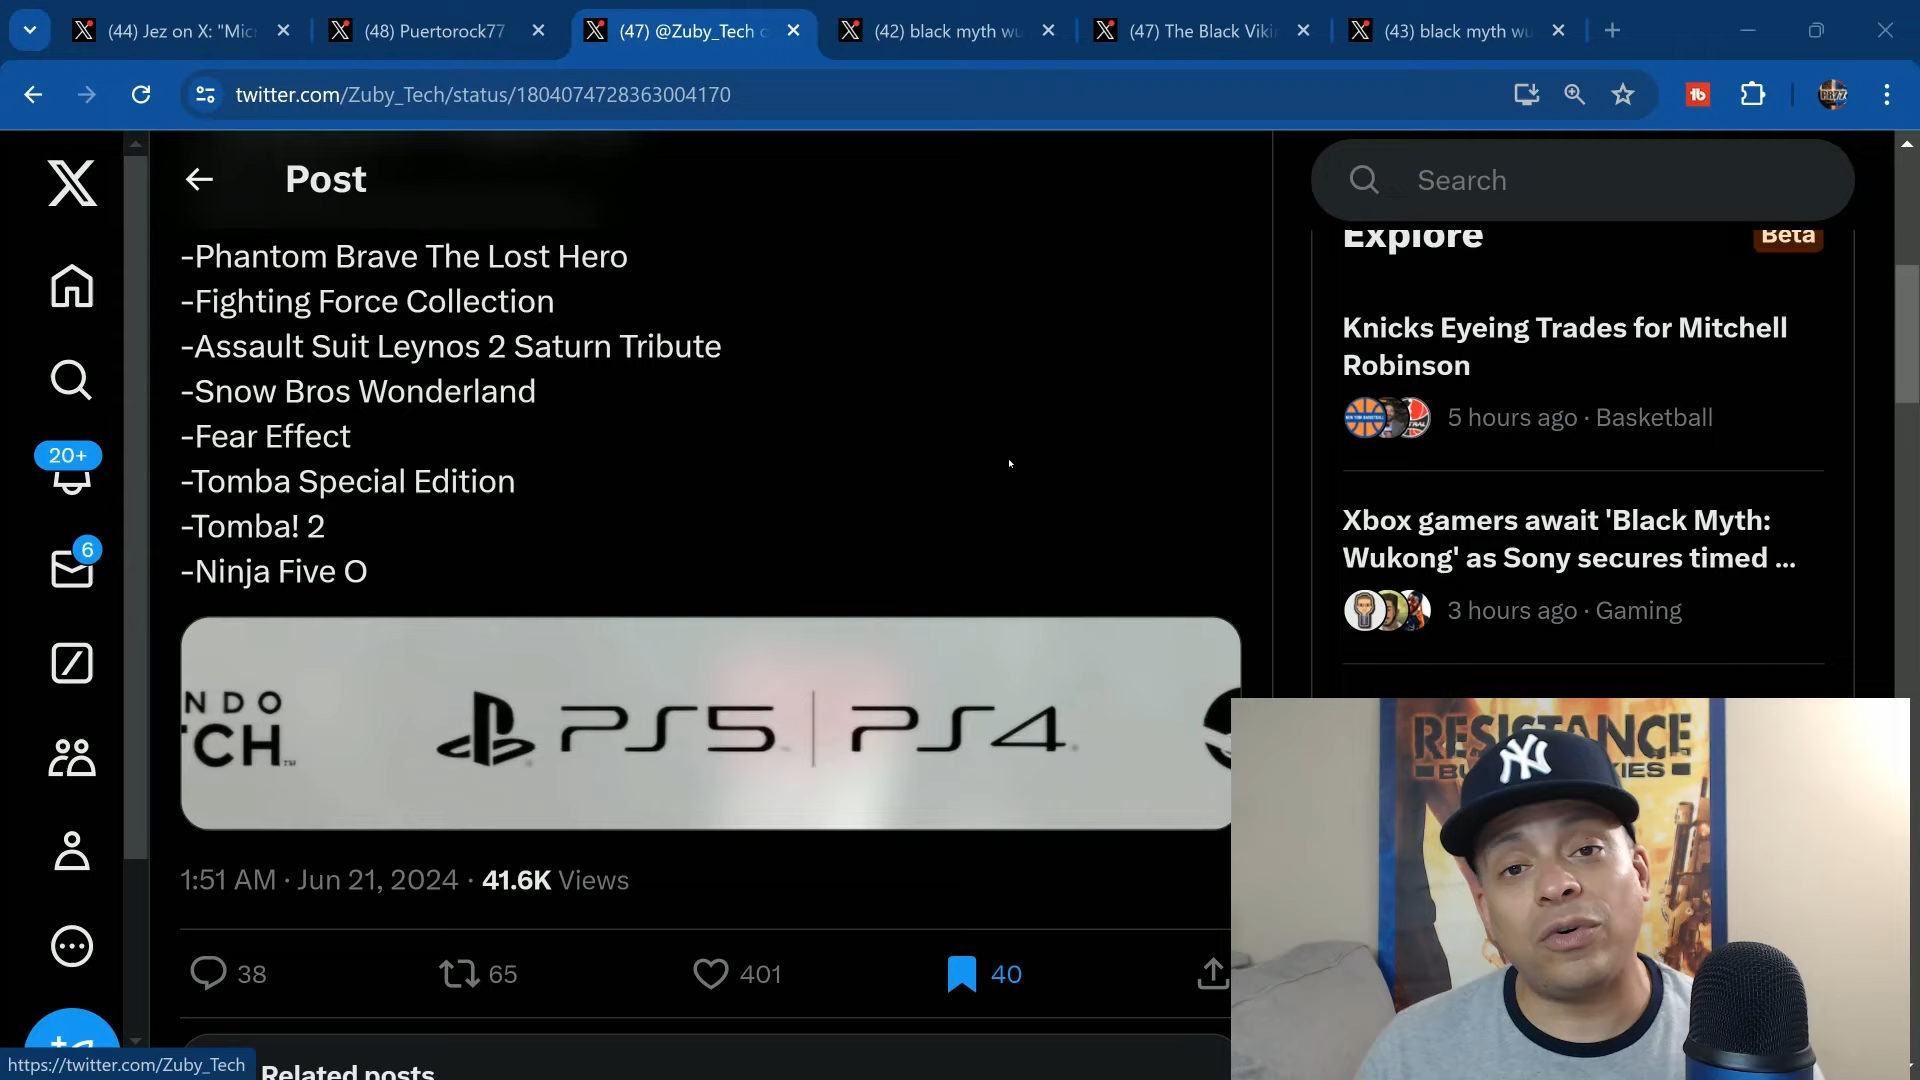 (44) Jez on X: "Mic
(48) Puertorock77
(47) @Zuby_Tech
(42) black myth wu
(47) The Black Viki
(43) black myth wu
twitter.com/Zuby_Tech/status/1804074728363004170
PR77
Post
Search
Explore
Beta
-Phantom Brave The Lost Hero
-Fighting Force Collection
-Assault Suit Leynos 2 Saturn Tribute
-Snow Bros Wonderland
-Fear Effect
-Tomba Special Edition
-Tomba! 2
-Ninja Five O
Knicks Eyeing Trades for Mitchell
Robinson
5 hours ago · Basketball
Xbox gamers await 'Black Myth:
Wukong' as Sony secures timed ...
3 hours ago · Gaming
20+
6
NDO
TCH™
PS5 | PS4
RESISTANCE
NY
1:51 AM · Jun 21, 2024 · 41.6K Views
38
65
401
40
Related posts
https://twitter.com/Zuby_Tech